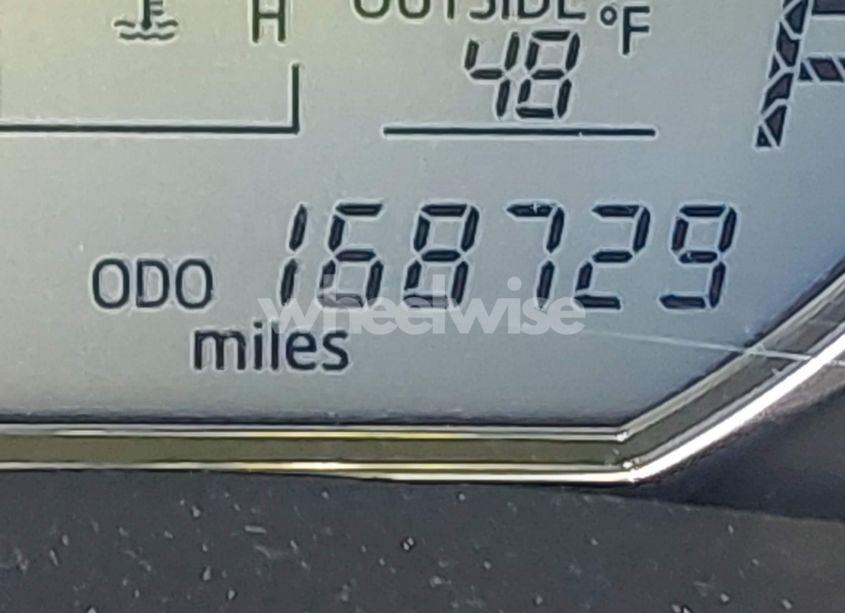 H
OUTSIDE °F
48
ODO 168729
miles
wheelwise